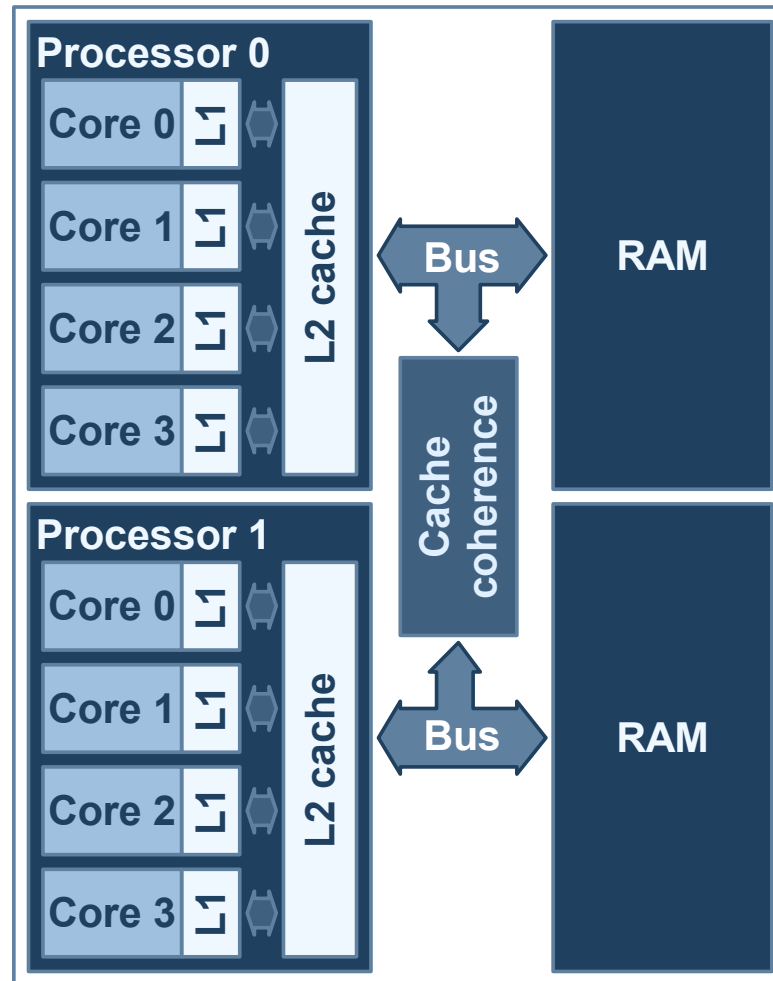 Processor 0
Core 0
L1
Core 1
L1
Core 2
L1
Core 3
L1
L2 cache
Bus
RAM
Cache
coherence
Processor 1
Core 0
L1
Core 1
L1
Core 2
L1
Core 3
L1
L2 cache
Bus
RAM